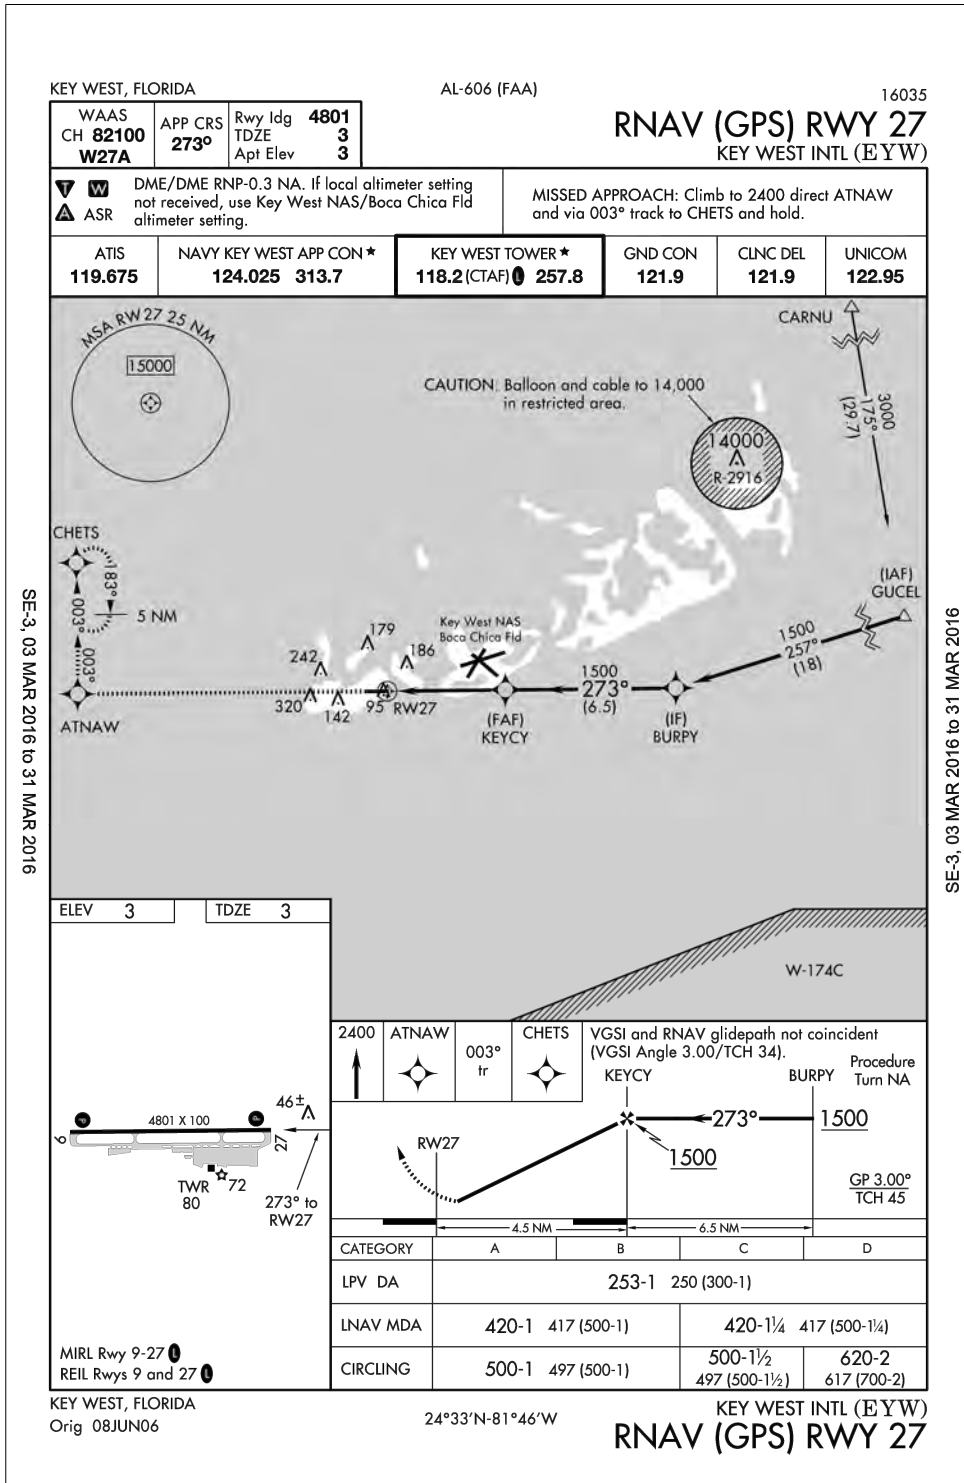 KEY WEST, FLORIDA
AL-606 (FAA)
16035
WAAS
CH 82100
W27A
APP CRS
273°
Rwy ldg 4801
TDZE 3
Apt Elev 3
RNAV (GPS) RWY 27
KEY WEST INTL (EYW)
T W
A ASR
DME/DME RNP-0.3 NA. If local altimeter setting
not received, use Key West NAS/Boca Chica Fld
altimeter setting.
MISSED APPROACH: Climb to 2400 direct ATNAW
and via 003° track to CHETS and hold.
ATIS
119.675
NAVY KEY WEST APP CON★
124.025 313.7
KEY WEST TOWER★
118.2 (CTAF) L 257.8
GND CON
121.9
CLNC DEL
121.9
UNICOM
122.95
MSA RW27 25 NM
15000
CARNU
3000
175°
(29.7)
CAUTION: Balloon and cable to 14,000
in restricted area.
14000
R-2916
CHETS
183°
003°
5 NM
003°
ATNAW
(IAF)
GUCEL
1500
257°
(18)
Key West NAS
Boca Chica Fld
179
186
242
320
142
95
RW27
1500
273°
(6.5)
(FAF)
KEYCY
(IF)
BURPY
W-174C
SE-3, 03 MAR 2016 to 31 MAR 2016
SE-3, 03 MAR 2016 to 31 MAR 2016
ELEV 3
TDZE 3
46±
4801 X 100
9
27
TWR
80
72
273° to
RW27
MIRL Rwy 9-27 L
REIL Rwys 9 and 27 L
2400
ATNAW
003°
tr
CHETS
VGSI and RNAV glidepath not coincident
(VGSI Angle 3.00/TCH 34).
KEYCY
BURPY
Procedure
Turn NA
273°
1500
1500
RW27
GP 3.00°
TCH 45
4.5 NM
6.5 NM
CATEGORY A B C D
LPV DA 253-1 250 (300-1)
LNAV MDA 420-1 417 (500-1) 420-1¼ 417 (500-1¼)
CIRCLING 500-1 497 (500-1) 500-1½ 497 (500-1½) 620-2 617 (700-2)
KEY WEST, FLORIDA
Orig 08JUN06
24°33'N-81°46'W
KEY WEST INTL (EYW)
RNAV (GPS) RWY 27